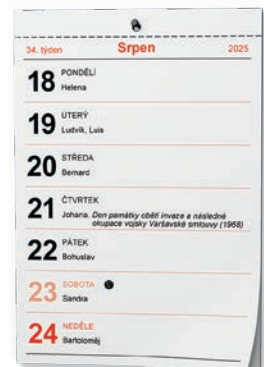 34. týden Srpen 2025
18 PONDĚLÍ
Helena
19 ÚTERÝ
Ludvík, Luis
20 STŘEDA
Bernard
21 ČTVRTEK
Johana, Den památky obětí invaze a následné
okupace vojsky Varšavské smlouvy (1968)
22 PÁTEK
Bohuslav
23 SOBOTA
Sandra
24 NEDĚLE
Bartoloměj